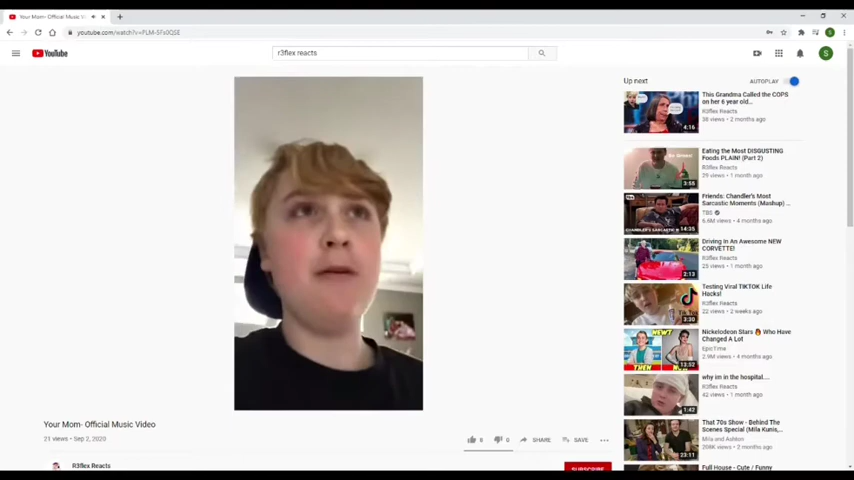 Your Mom- Official Music Vi
youtube.com/watch?v=PLM-5Fs0QSE
YouTube
r3flex reacts
S
Up next
AUTOPLAY
This Grandma Called the COPS
on her 6 year old...
R3flex Reacts
38 views • 2 months ago
4:16
Eating the Most DISGUSTING
Foods PLAIN! (Part 2)
R3flex Reacts
29 views • 1 month ago
3:55
Friends: Chandler's Most
Sarcastic Moments (Mashup) ...
TBS
6.6M views • 4 months ago
CHANDLER'S SARCASTIC
14:35
Driving In An Awesome NEW
CORVETTE!
R3flex Reacts
25 views • 1 month ago
2:13
Testing Viral TIKTOK Life
Hacks!
R3flex Reacts
22 views • 2 weeks ago
3:30
Nickelodeon Stars 🔥 Who Have
Changed A Lot
EpicTime
2.9M views • 4 months ago
THEN
NOW
13:52
why im in the hospital....
R3flex Reacts
42 views • 1 month ago
1:42
That 70s Show - Behind The
Scenes Special (Mila Kunis,...
Mila and Ashton
208K views • 2 months ago
23:11
Full House - Cute / Funny
Your Mom- Official Music Video
21 views • Sep 2, 2020
6
0
SHARE
SAVE
R3flex Reacts
SUBSCRIBE